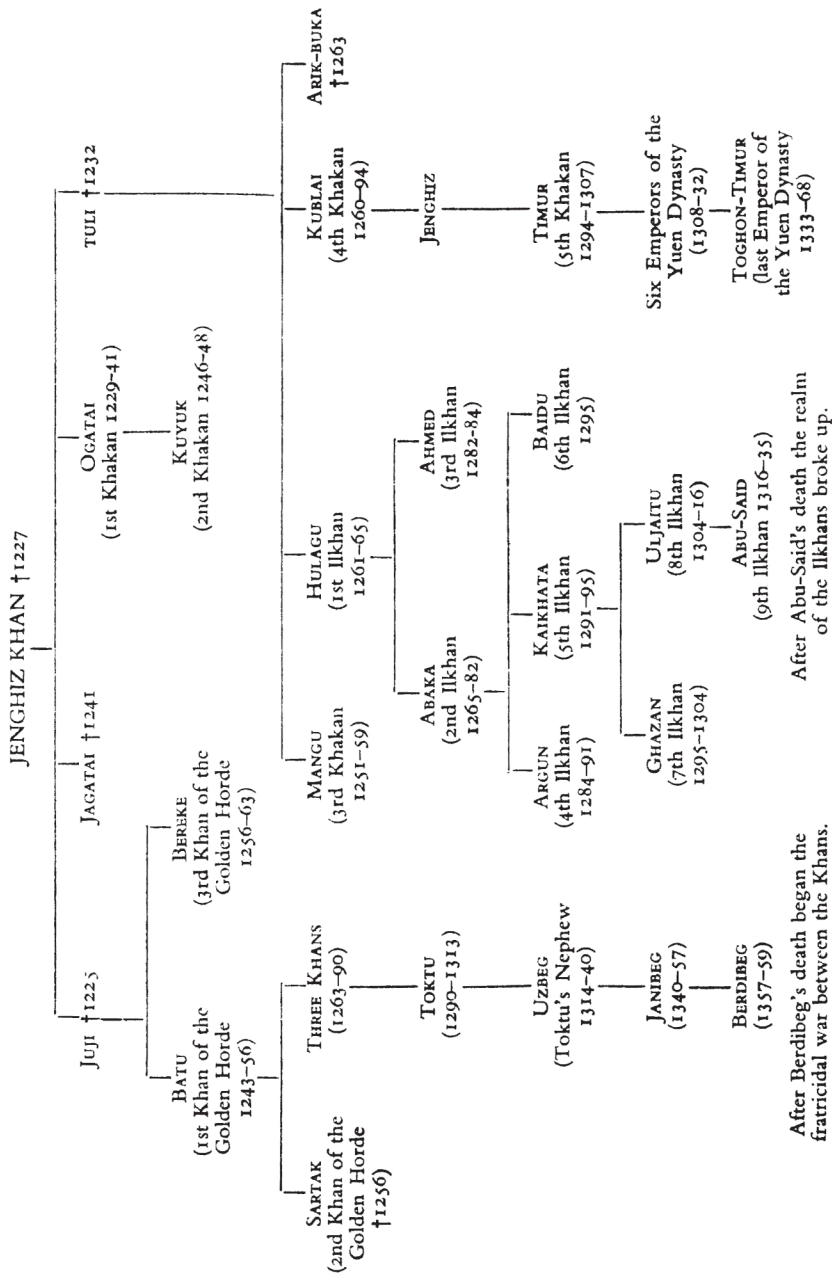 JENGHIZ KHAN †1227
JUJI †1225
JAGATAI †1241
OGATAI
(1st Khakan 1229-41)
TULI †1232
BATU
(1st Khan of the
Golden Horde
1243–56)
BEREKE
(3rd Khan of the
Golden Horde
1256–63)
KUYUK
(2nd Khakan 1246-48)
SARTAK
(2nd Khan of the
Golden Horde
†1256)
THREE KHANS
(1263–90)
MANGU
(3rd Khakan
1251–59)
HULAGU
(1st Ilkhan
1261–65)
KUBLAI
(4th Khakan
1260–94)
ARIK-BUKA
†1263
TOKTU
(1290–1313)
ABAKA
(2nd Ilkhan
1265–82)
AHMED
(3rd Ilkhan
1282–84)
JENGHIZ
UZBEG
(Toktu's Nephew
1314–40)
ARGUN
(4th Ilkhan
1284–91)
KAIKHATA
(5th Ilkhan
1291–95)
BAIDU
(6th Ilkhan
1295)
TIMUR
(5th Khakan
1294–1307)
JANIBEG
(1340–57)
GHAZAN
(7th Ilkhan
1295–1304)
ULJAITU
(8th Ilkhan
1304–16)
Six Emperors of the
Yuen Dynasty
(1308–32)
BERDIBEG
(1357–59)
ABU-SAID
(9th Ilkhan 1316–35)
TOGHON-TIMUR
(last Emperor of
the Yuen Dynasty
1333–68)
After Berdibeg's death began the
fratricidal war between the Khans.
After Abu-Said's death the realm
of the Ilkhans broke up.